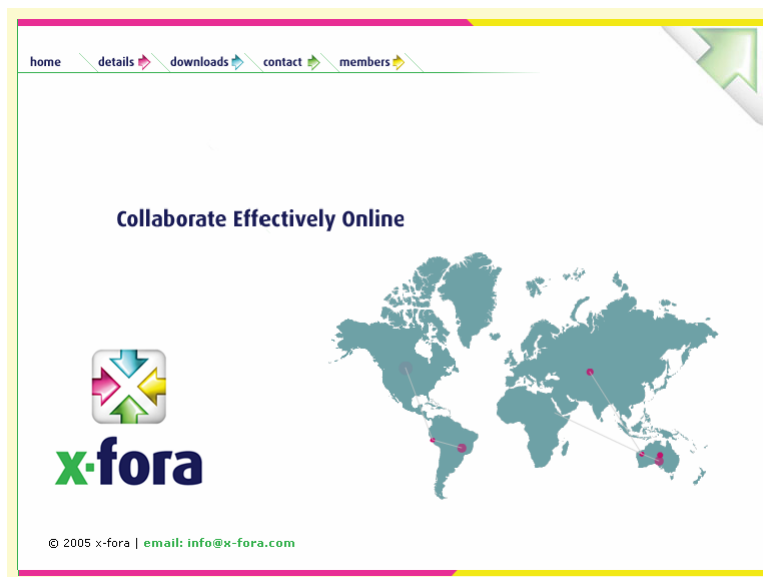 home details downloads contact members
Collaborate Effectively Online
x-fora
© 2005 x-fora | email: info@x-fora.com